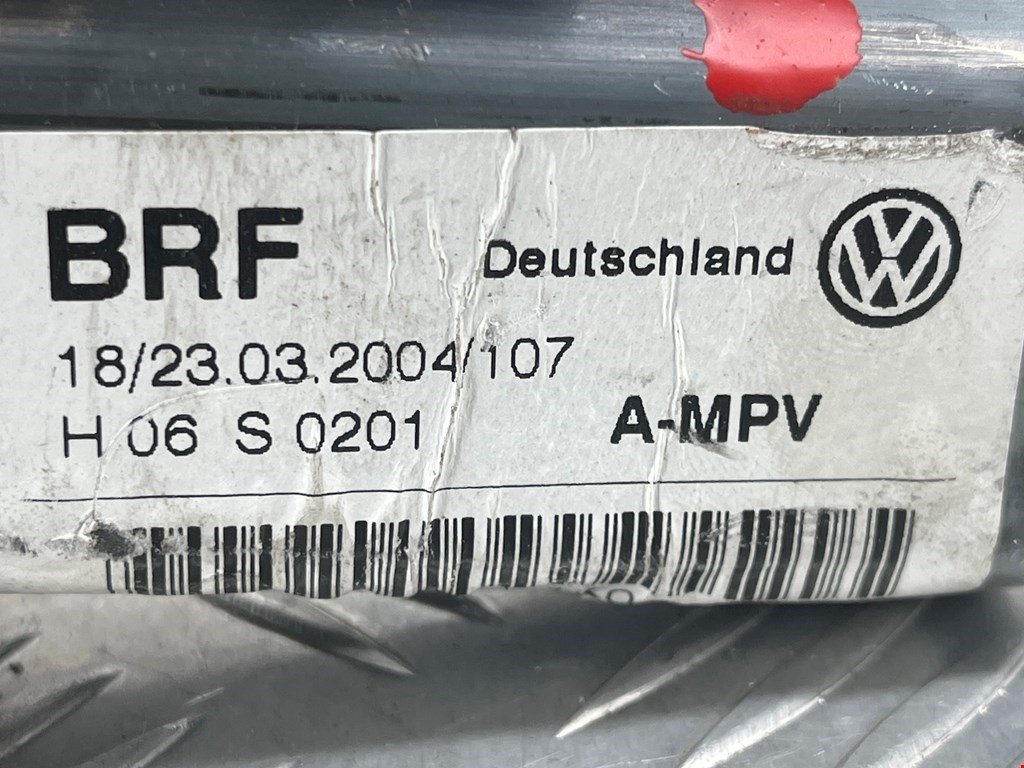 BRF
Deutschland
18/23.03.2004/107
H 06 S 0201
A-MPV